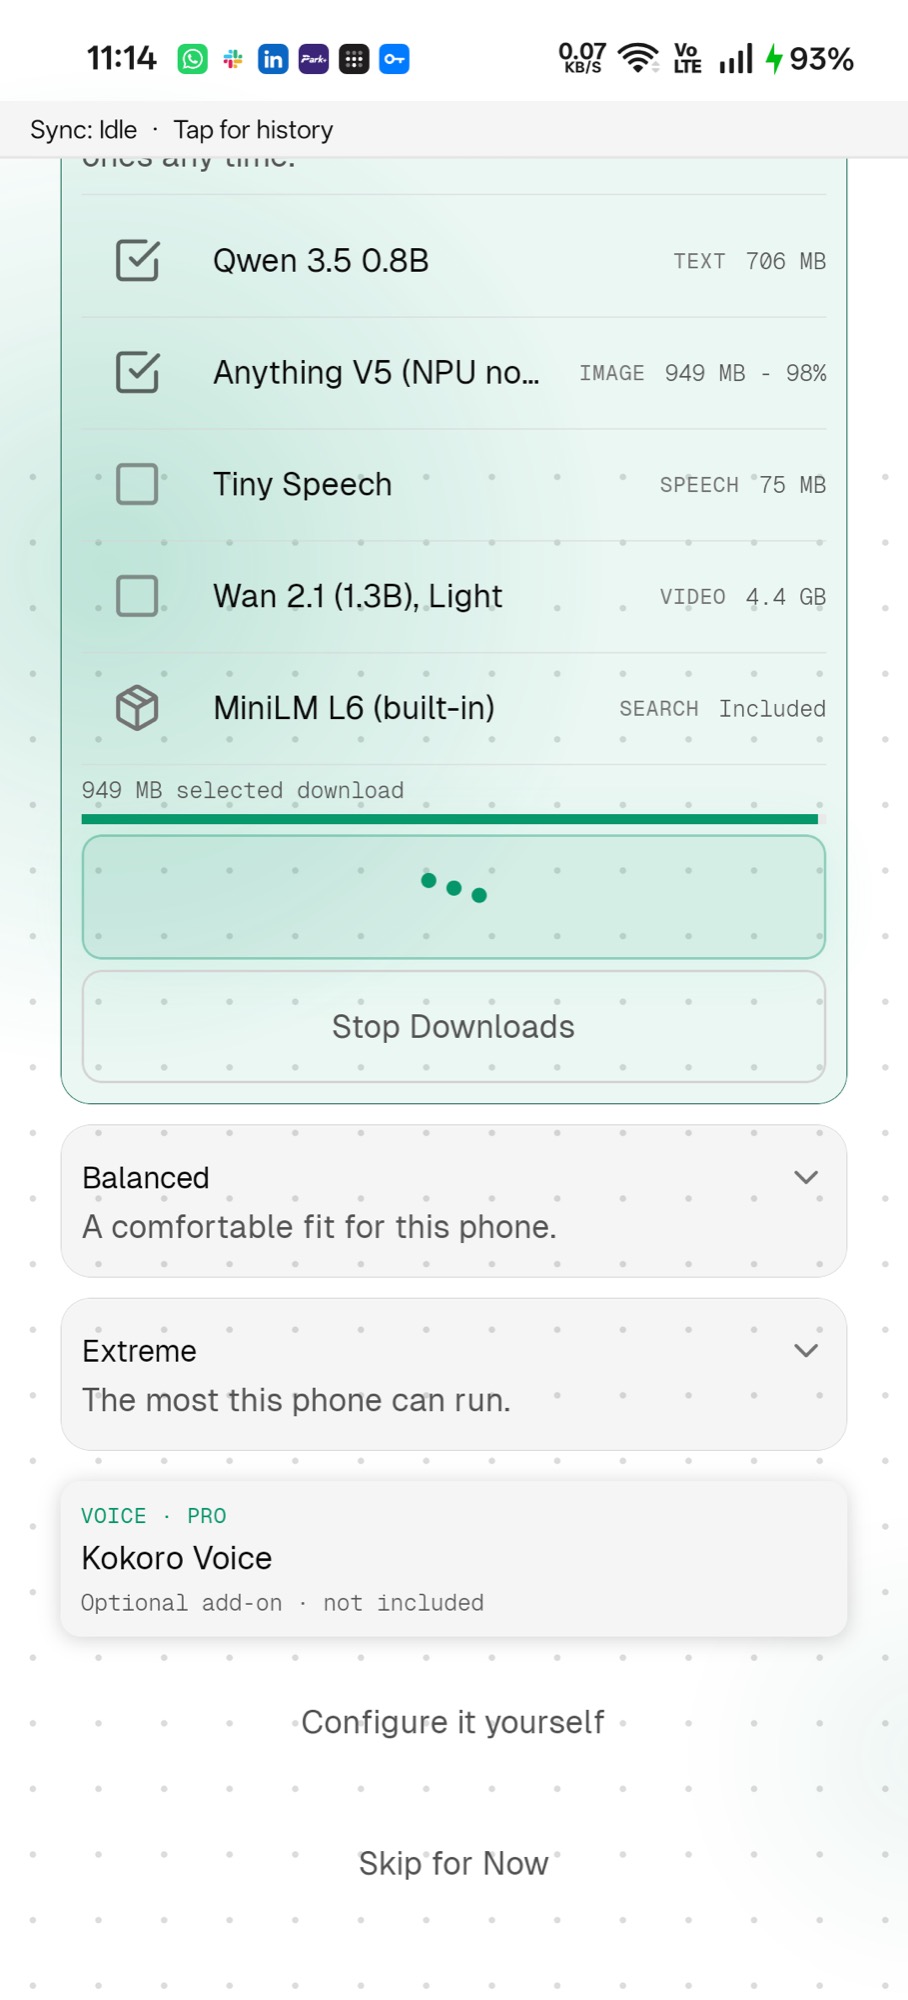 11:14
Park+
0.07
KB/S
Vo
LTE
93%
Sync: Idle · Tap for history
ones any time.
Qwen 3.5 0.8B TEXT 706 MB
Anything V5 (NPU no... IMAGE 949 MB - 98%
Tiny Speech SPEECH 75 MB
Wan 2.1 (1.3B), Light VIDEO 4.4 GB
MiniLM L6 (built-in) SEARCH Included
949 MB selected download
Stop Downloads
Balanced
A comfortable fit for this phone.
Extreme
The most this phone can run.
VOICE · PRO
Kokoro Voice
Optional add-on · not included
Configure it yourself
Skip for Now